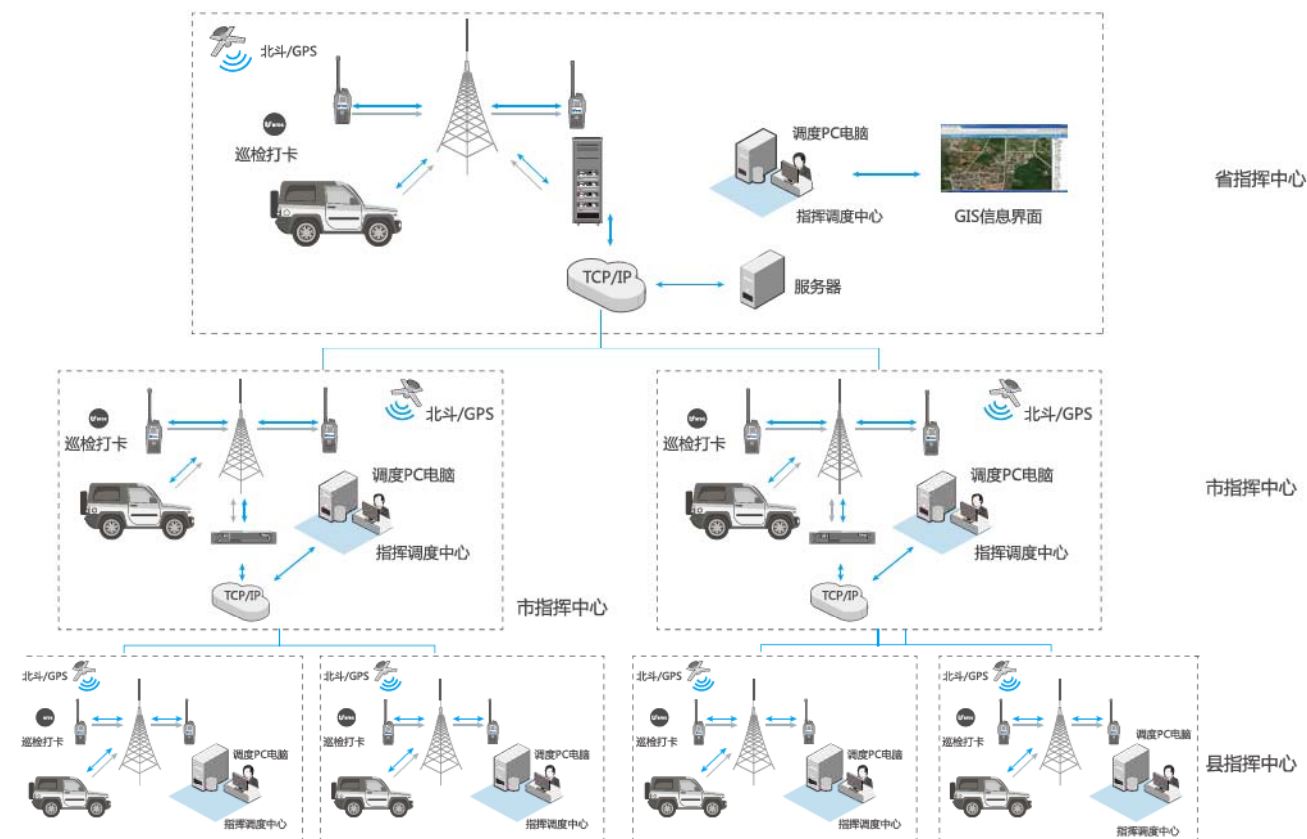 北斗/GPS
巡检打卡
调度PC电脑
指挥调度中心
GIS信息界面
TCP/IP
服务器
省指挥中心
巡检打卡
北斗/GPS
调度PC电脑
指挥调度中心
TCP/IP
市指挥中心
巡检打卡
北斗/GPS
调度PC电脑
指挥调度中心
TCP/IP
市指挥中心
北斗/GPS
巡检打卡
调度PC电脑
指挥调度中心
北斗/GPS
巡检打卡
调度PC电脑
指挥调度中心
北斗/GPS
巡检打卡
调度PC电脑
指挥调度中心
北斗/GPS
巡检打卡
调度PC电脑
指挥调度中心
县指挥中心